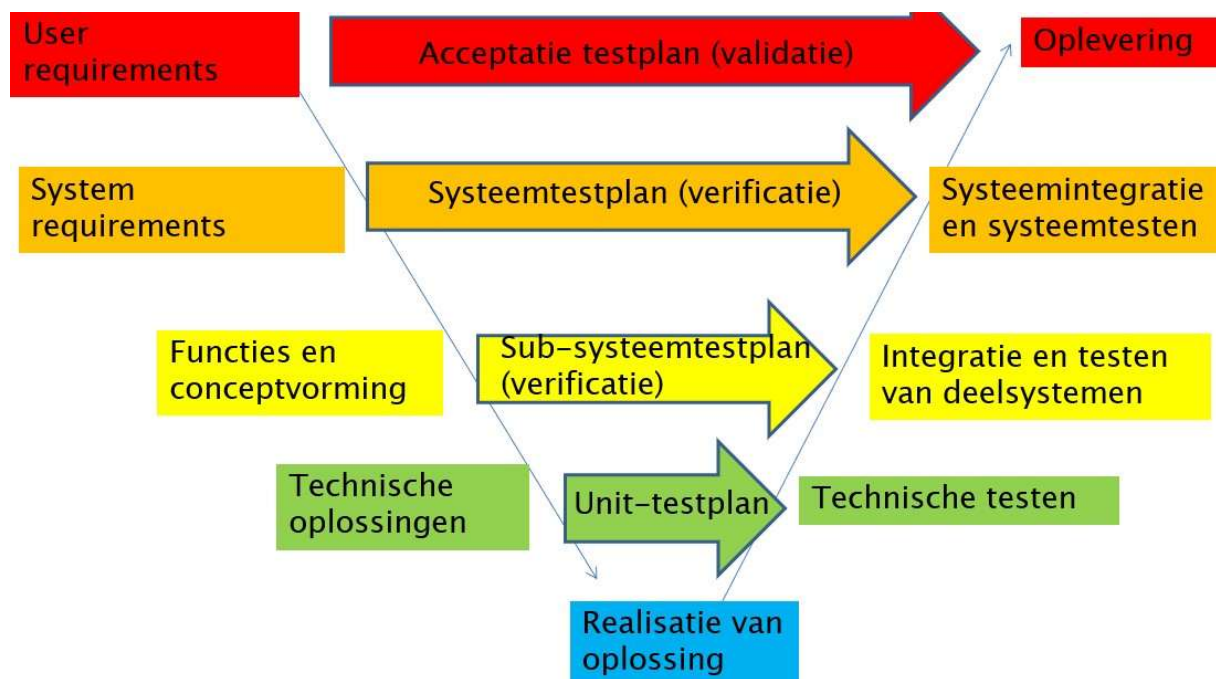 User
requirements
Acceptatie testplan (validatie)
Oplevering
System
requirements
Systeemtestplan (verificatie)
Systeemintegratie
en systeemtesten
Functies en
conceptvorming
Sub-systeemtestplan
(verificatie)
Integratie en testen
van deelsystemen
Technische
oplossingen
Unit-testplan
Technische testen
Realisatie van
oplossing